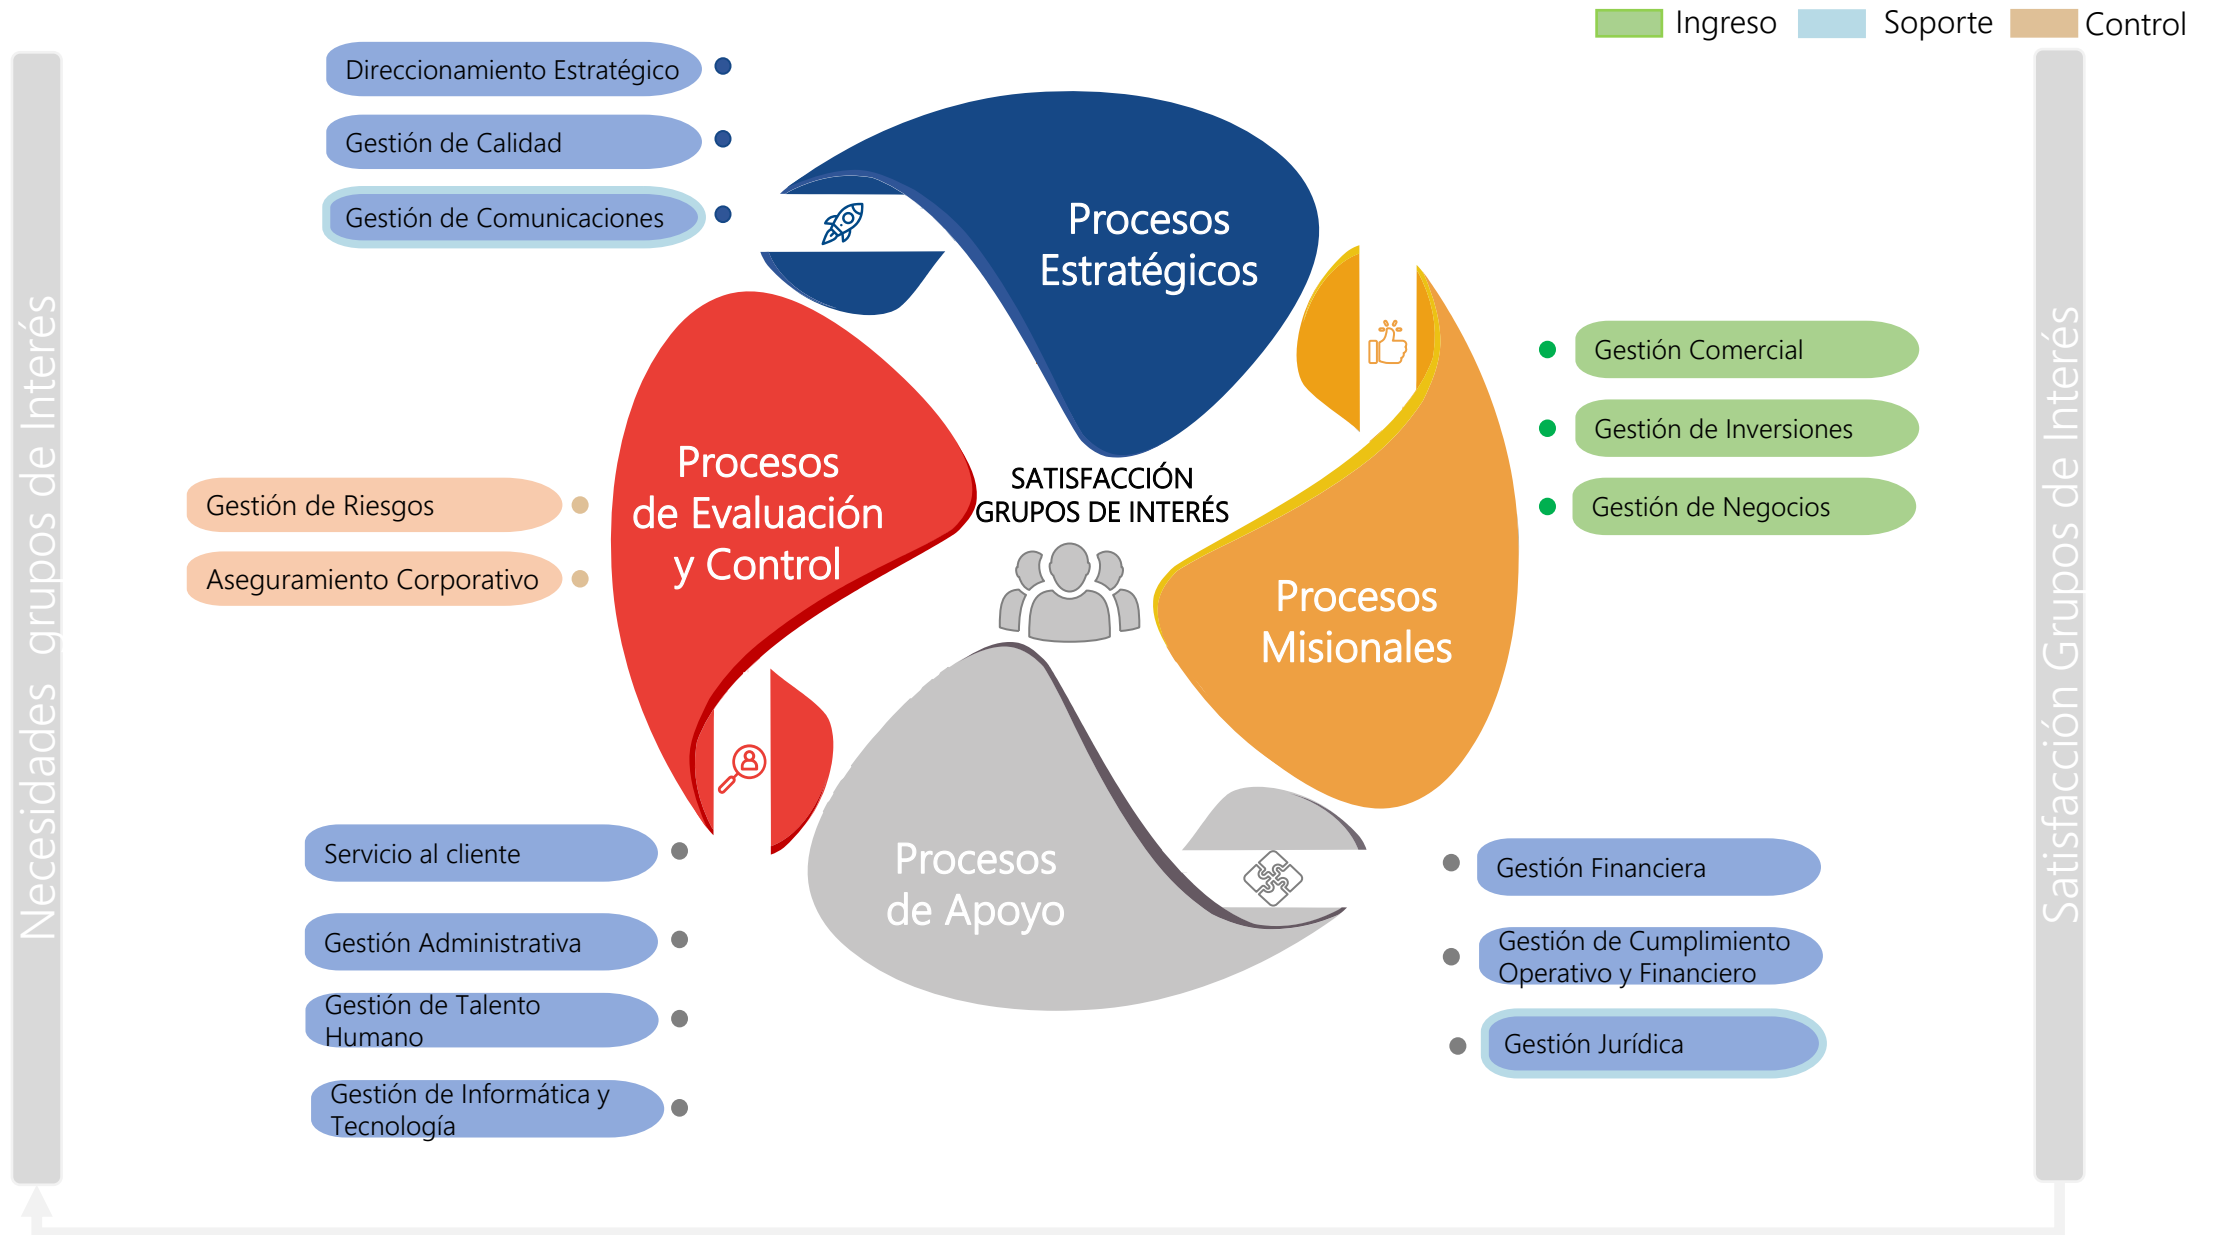 Ingreso
Soporte
Control
Direccionamiento Estratégico
Gestión de Calidad
Gestión de Comunicaciones
Procesos
Estratégicos
Necesidades  grupos de Interés
Satisfacción Grupos de Interés
Gestión Comercial
Gestión de Inversiones
Gestión de Negocios
Procesos
de Evaluación
y Control
SATISFACCIÓN
GRUPOS DE INTERÉS
Gestión de Riesgos
Aseguramiento Corporativo
Procesos
Misionales
Procesos
de Apoyo
Servicio al cliente
Gestión Administrativa
Gestión de Talento
Humano
Gestión de Informática y
Tecnología
Gestión Financiera
Gestión de Cumplimiento
Operativo y Financiero
Gestión Jurídica